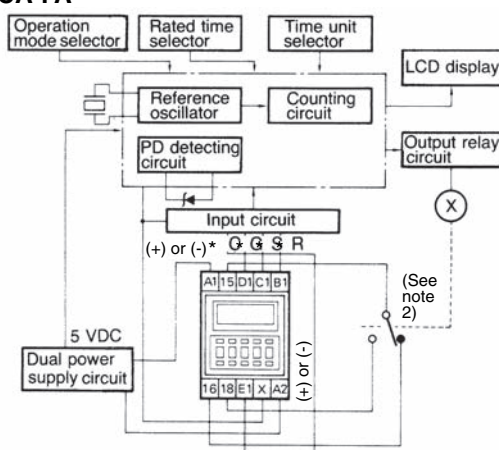 Operation
mode selector
Rated time
selector
Time unit
selector
LCD display
Reference
oscillator
Counting
circuit
PD detecting
circuit
Output relay
circuit
X
Input circuit
(+) or (-)* G* S* R
A1 15 D1 C1 B1
(See
note
2)
5 VDC
Dual power
supply circuit
(+) or (-)
16 18 E1 X A2